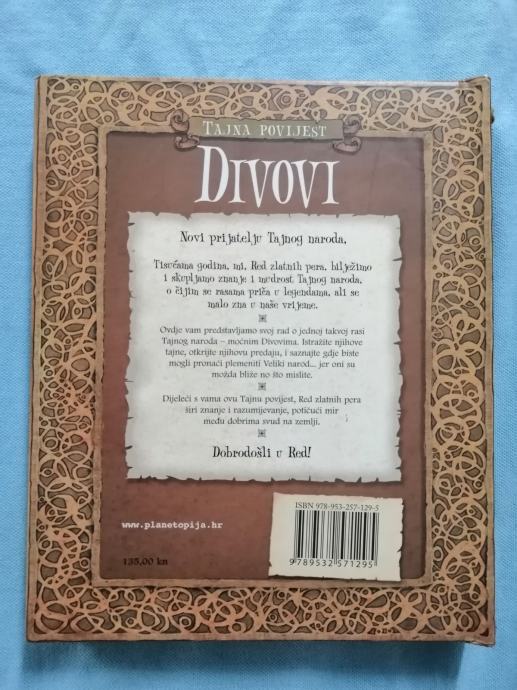 TAJNA POVIJEST
DIVOVI
Novi prijatelju Tajnog naroda,
Tisućama godina, mi, Red zlatnih pera, bilježimo
i skupljamo znanje i mudrost Tajnog naroda,
o čijim se rasama priča u legendama, ali se
malo zna u naše vrijeme.
Ovdje vam predstavljamo svoj rad o jednoj takvoj rasi
Tajnog naroda – moćnim Divovima. Istražite njihove
tajne, otkrijte njihovu predaju, i saznajte gdje biste
mogli pronaći plemeniti Veliki narod... jer oni su
možda bliže no što mislite.
Dijeleći s vama ovu Tajnu povijest, Red zlatnih pera
širi znanje i razumijevanje, potičući mir
među dobrima svud na zemlji.
Dobrodošli u Red!
www.planetopija.hr
135,00 kn
ISBN 978-953-257-129-5
9 789532 571295